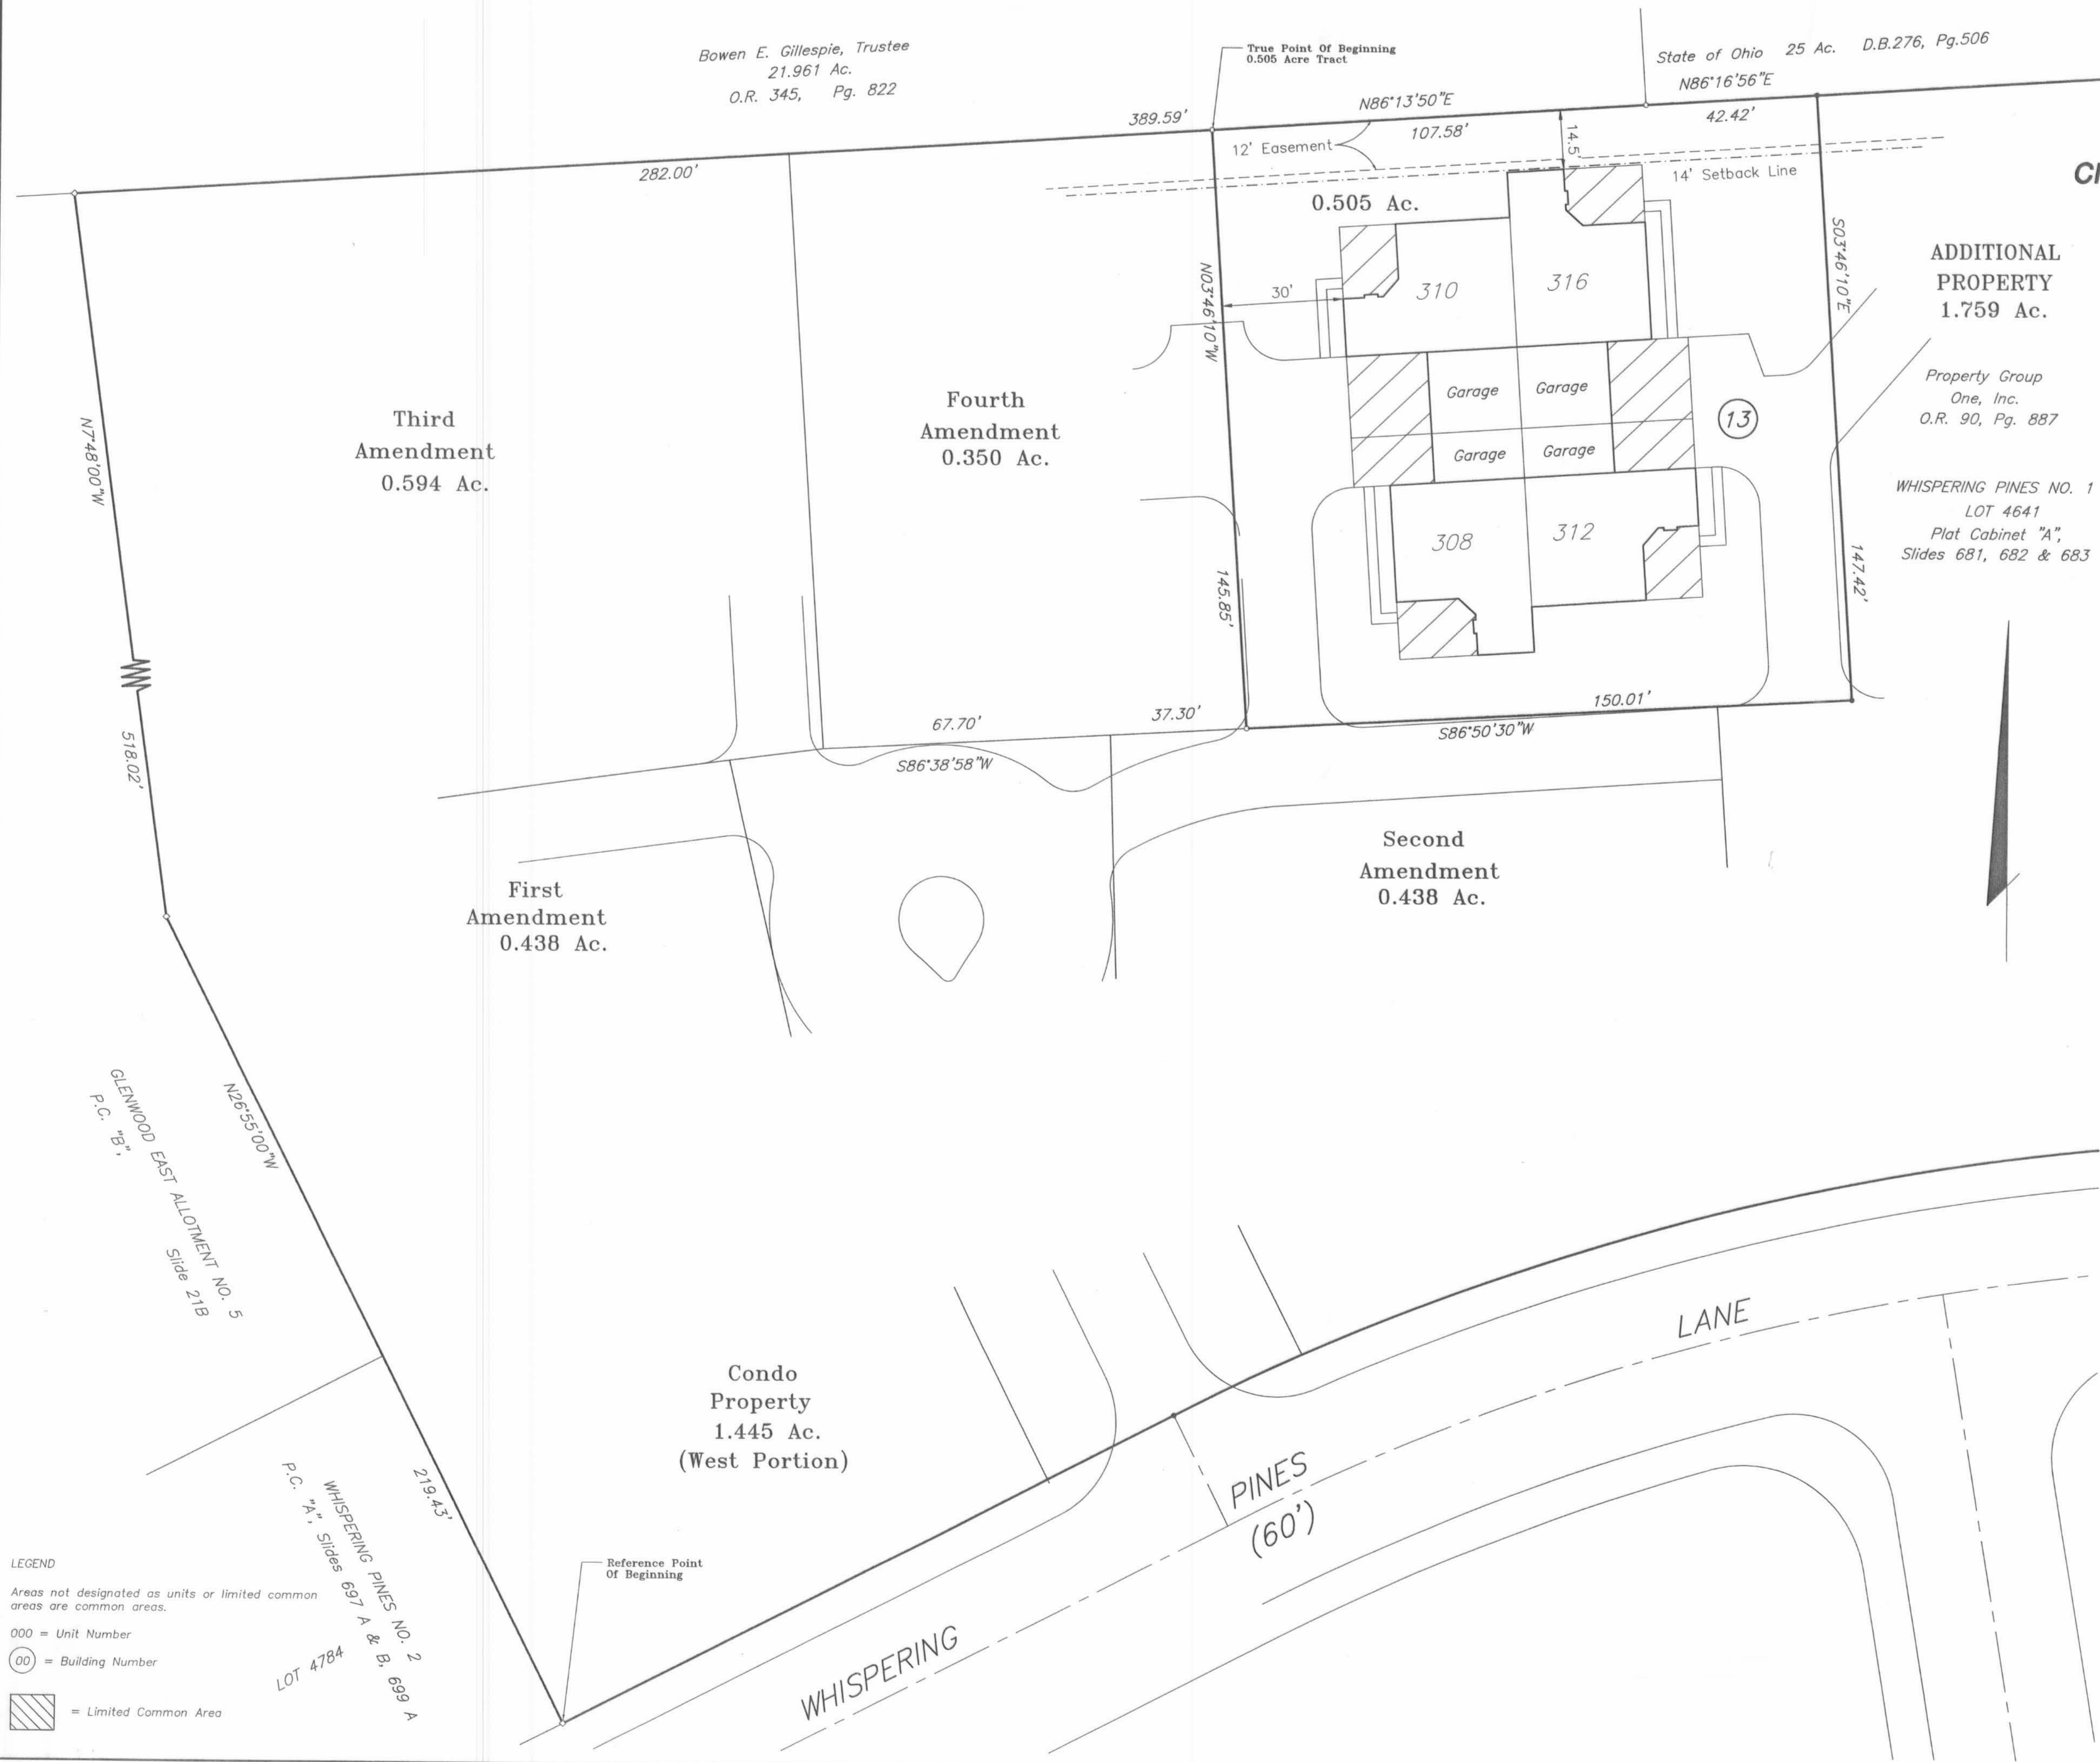 Bowen E. Gillespie, Trustee
21.961 Ac.
O.R. 345, Pg. 822
True Point Of Beginning
0.505 Acre Tract
State of Ohio 25 Ac. D.B.276, Pg.506
N86°16'56"E
N86°13'50"E
389.59'
107.58'
42.42'
12' Easement
14.5'
282.00'
14' Setback Line
0.505 Ac.
N03°46'10"W
S03°46'10"E
ADDITIONAL
PROPERTY
1.759 Ac.
30'
310
316
Property Group
One, Inc.
O.R. 90, Pg. 887
Garage
Garage
Garage
Garage
13
Third
Amendment
0.594 Ac.
Fourth
Amendment
0.350 Ac.
N7°48'00"W
WHISPERING PINES NO. 1
LOT 4641
Plat Cabinet "A",
Slides 681, 682 & 683
308
312
145.85'
147.42'
518.02'
67.70'
37.30'
150.01'
S86°38'58"W
S86°50'30"W
First
Amendment
0.438 Ac.
Second
Amendment
0.438 Ac.
N26°55'00"W
GLENWOOD EAST ALLOTMENT NO. 5
P.C. "B", Slide 21B
Condo
Property
1.445 Ac.
(West Portion)
219.43'
WHISPERING PINES NO. 2
P.C. "A", Slides 697 A & B, 699 A
LOT 4784
Reference Point
Of Beginning
WHISPERING PINES LANE
(60')
LEGEND
Areas not designated as units or limited common
areas are common areas.
000 = Unit Number
00 = Building Number
= Limited Common Area